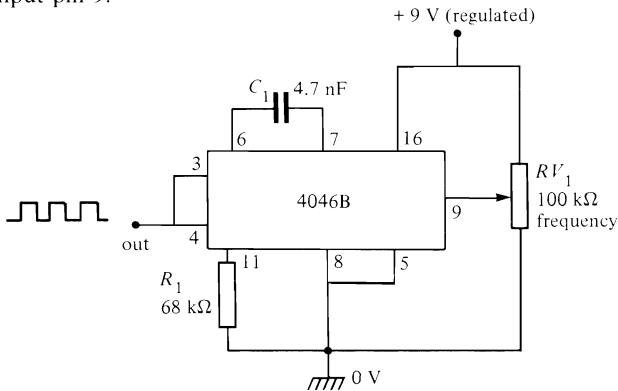 input pin 9.
+ 9 V (regulated)
C1 4.7 nF
6
7
16
3
4046B
9
RV1
100 kΩ
frequency
out
4
11
8
5
R1
68 kΩ
0 V